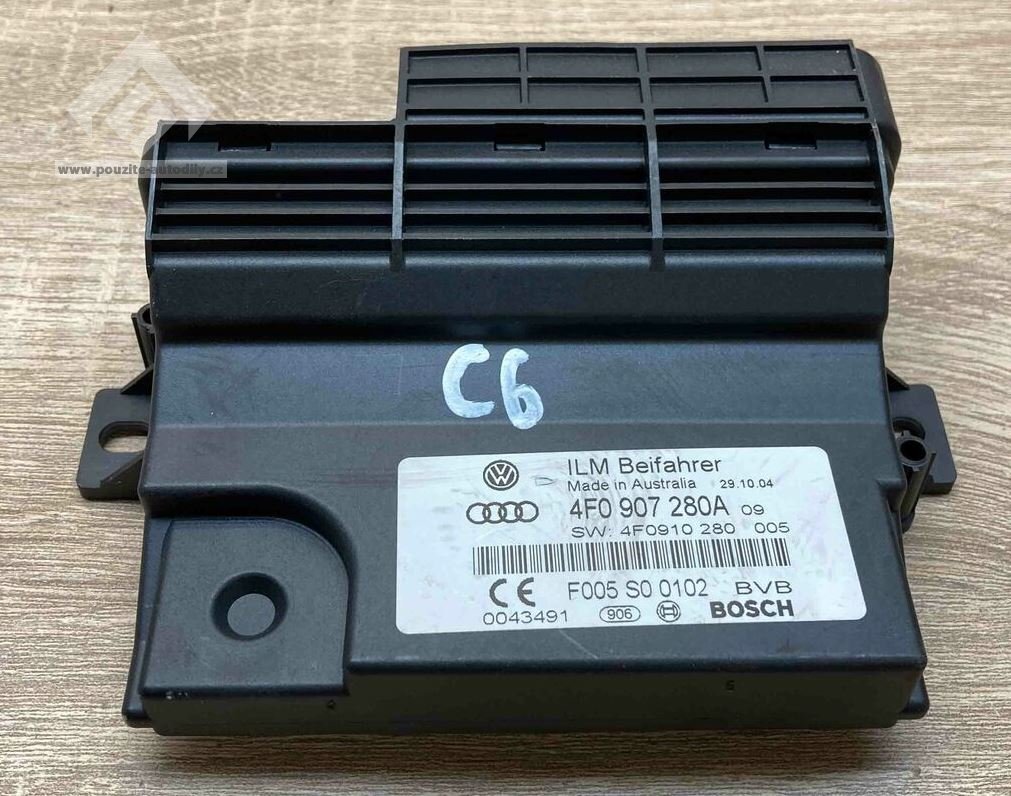 www.pouzite-autodily.cz
C6
ILM Beifahrer
Made in Australia 29.10.04
4F0 907 280A 09
SW: 4F0910 280 005
F005 S0 0102 BVB
CE
0043491 906 BOSCH